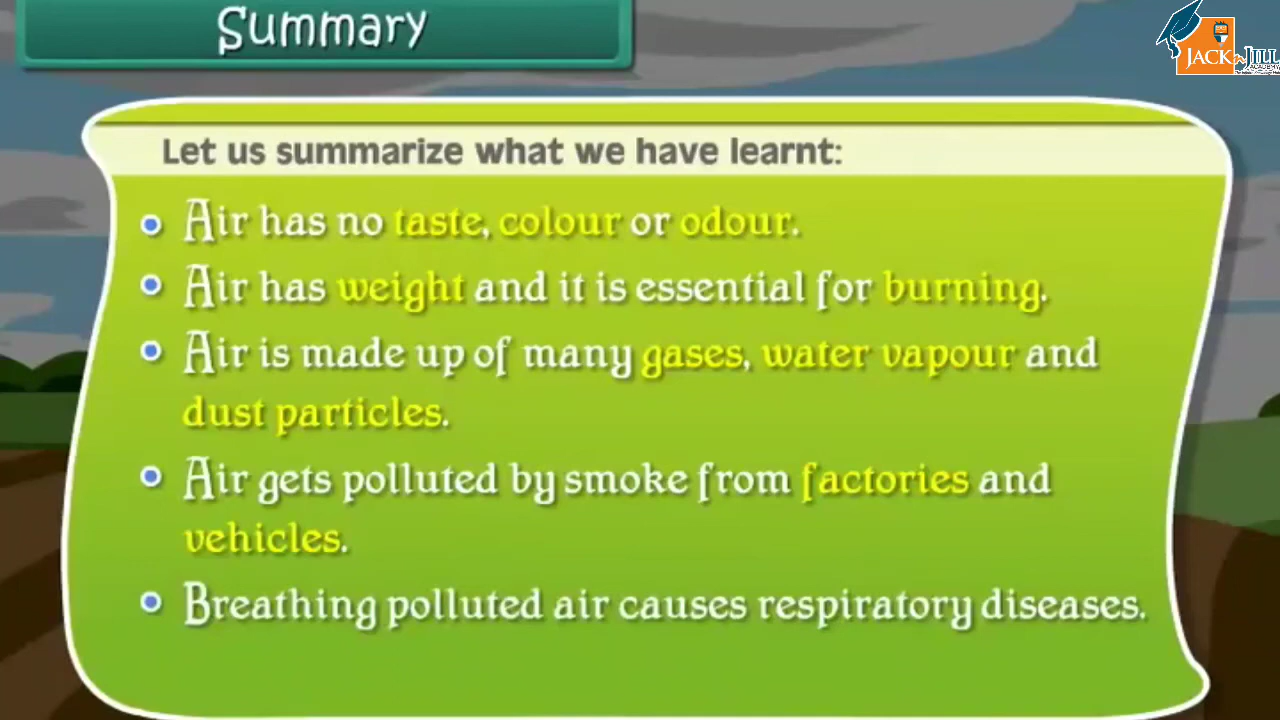 Summary
JACK n JILL
ACADEMY
Let us summarize what we have learnt:
Air has no taste, colour or odour.
Air has weight and it is essential for burning.
Air is made up of many gases, water vapour and
dust particles.
Air gets polluted by smoke from factories and
vehicles.
Breathing polluted air causes respiratory diseases.